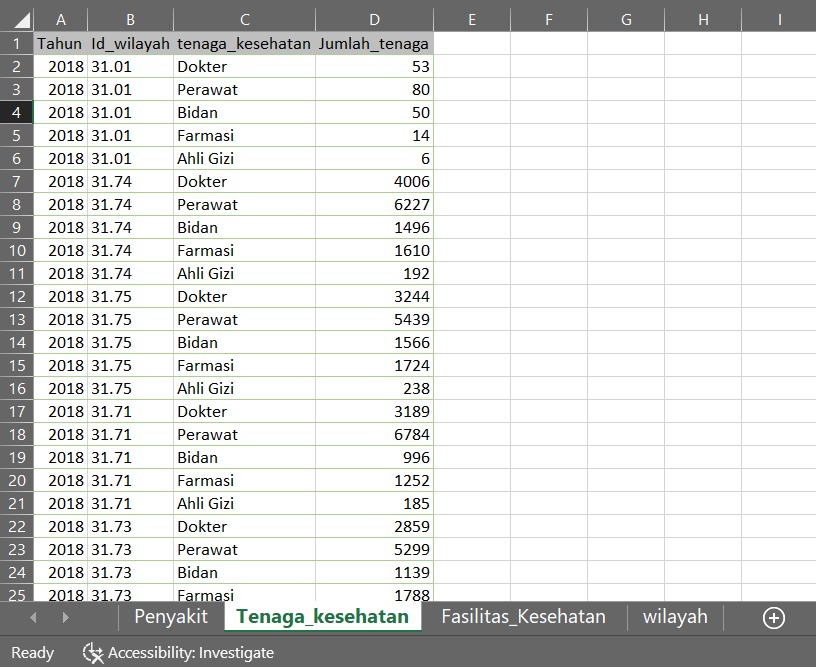 A B C D E F G H I
1 Tahun Id_wilayah tenaga_kesehatan Jumlah_tenaga
2 2018 31.01 Dokter 53
3 2018 31.01 Perawat 80
4 2018 31.01 Bidan 50
5 2018 31.01 Farmasi 14
6 2018 31.01 Ahli Gizi 6
7 2018 31.74 Dokter 4006
8 2018 31.74 Perawat 6227
9 2018 31.74 Bidan 1496
10 2018 31.74 Farmasi 1610
11 2018 31.74 Ahli Gizi 192
12 2018 31.75 Dokter 3244
13 2018 31.75 Perawat 5439
14 2018 31.75 Bidan 1566
15 2018 31.75 Farmasi 1724
16 2018 31.75 Ahli Gizi 238
17 2018 31.71 Dokter 3189
18 2018 31.71 Perawat 6784
19 2018 31.71 Bidan 996
20 2018 31.71 Farmasi 1252
21 2018 31.71 Ahli Gizi 185
22 2018 31.73 Dokter 2859
23 2018 31.73 Perawat 5299
24 2018 31.73 Bidan 1139
25 2018 31.73 Farmasi 1788
Penyakit Tenaga_kesehatan Fasilitas_Kesehatan wilayah
Ready Accessibility: Investigate